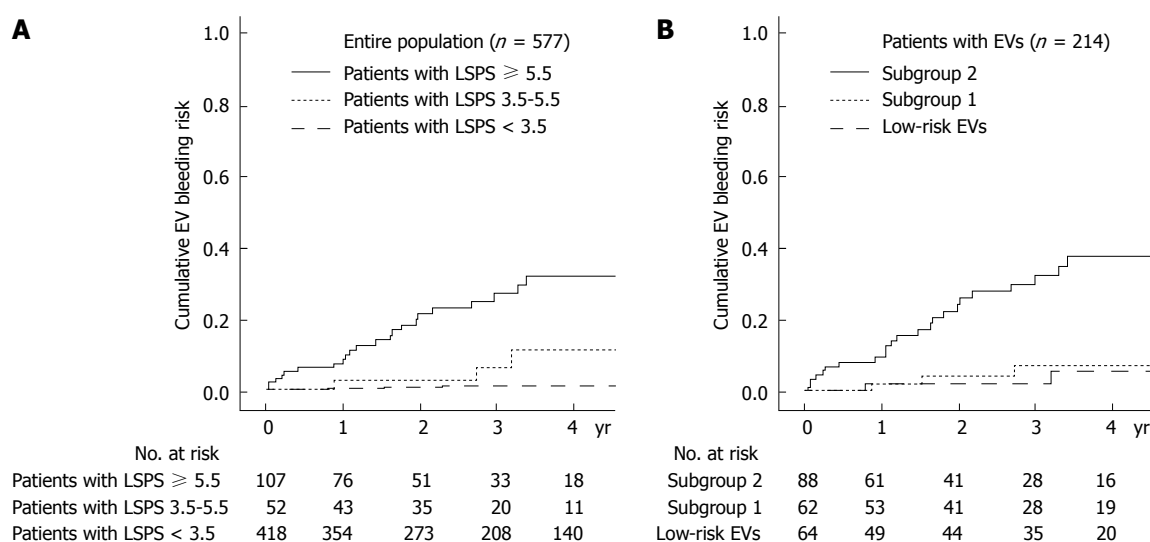 A
Entire population (n = 577)
Patients with LSPS ⩾ 5.5
Patients with LSPS 3.5-5.5
Patients with LSPS < 3.5
Cumulative EV bleeding risk
1.0
0.8
0.6
0.4
0.2
0.0
0 1 2 3 4 yr
No. at risk
Patients with LSPS ⩾ 5.5 107 76 51 33 18
Patients with LSPS 3.5-5.5 52 43 35 20 11
Patients with LSPS < 3.5 418 354 273 208 140
B
Patients with EVs (n = 214)
Subgroup 2
Subgroup 1
Low-risk EVs
Cumulative EV bleeding risk
1.0
0.8
0.6
0.4
0.2
0.0
0 1 2 3 4 yr
No. at risk
Subgroup 2 88 61 41 28 16
Subgroup 1 62 53 41 28 19
Low-risk EVs 64 49 44 35 20